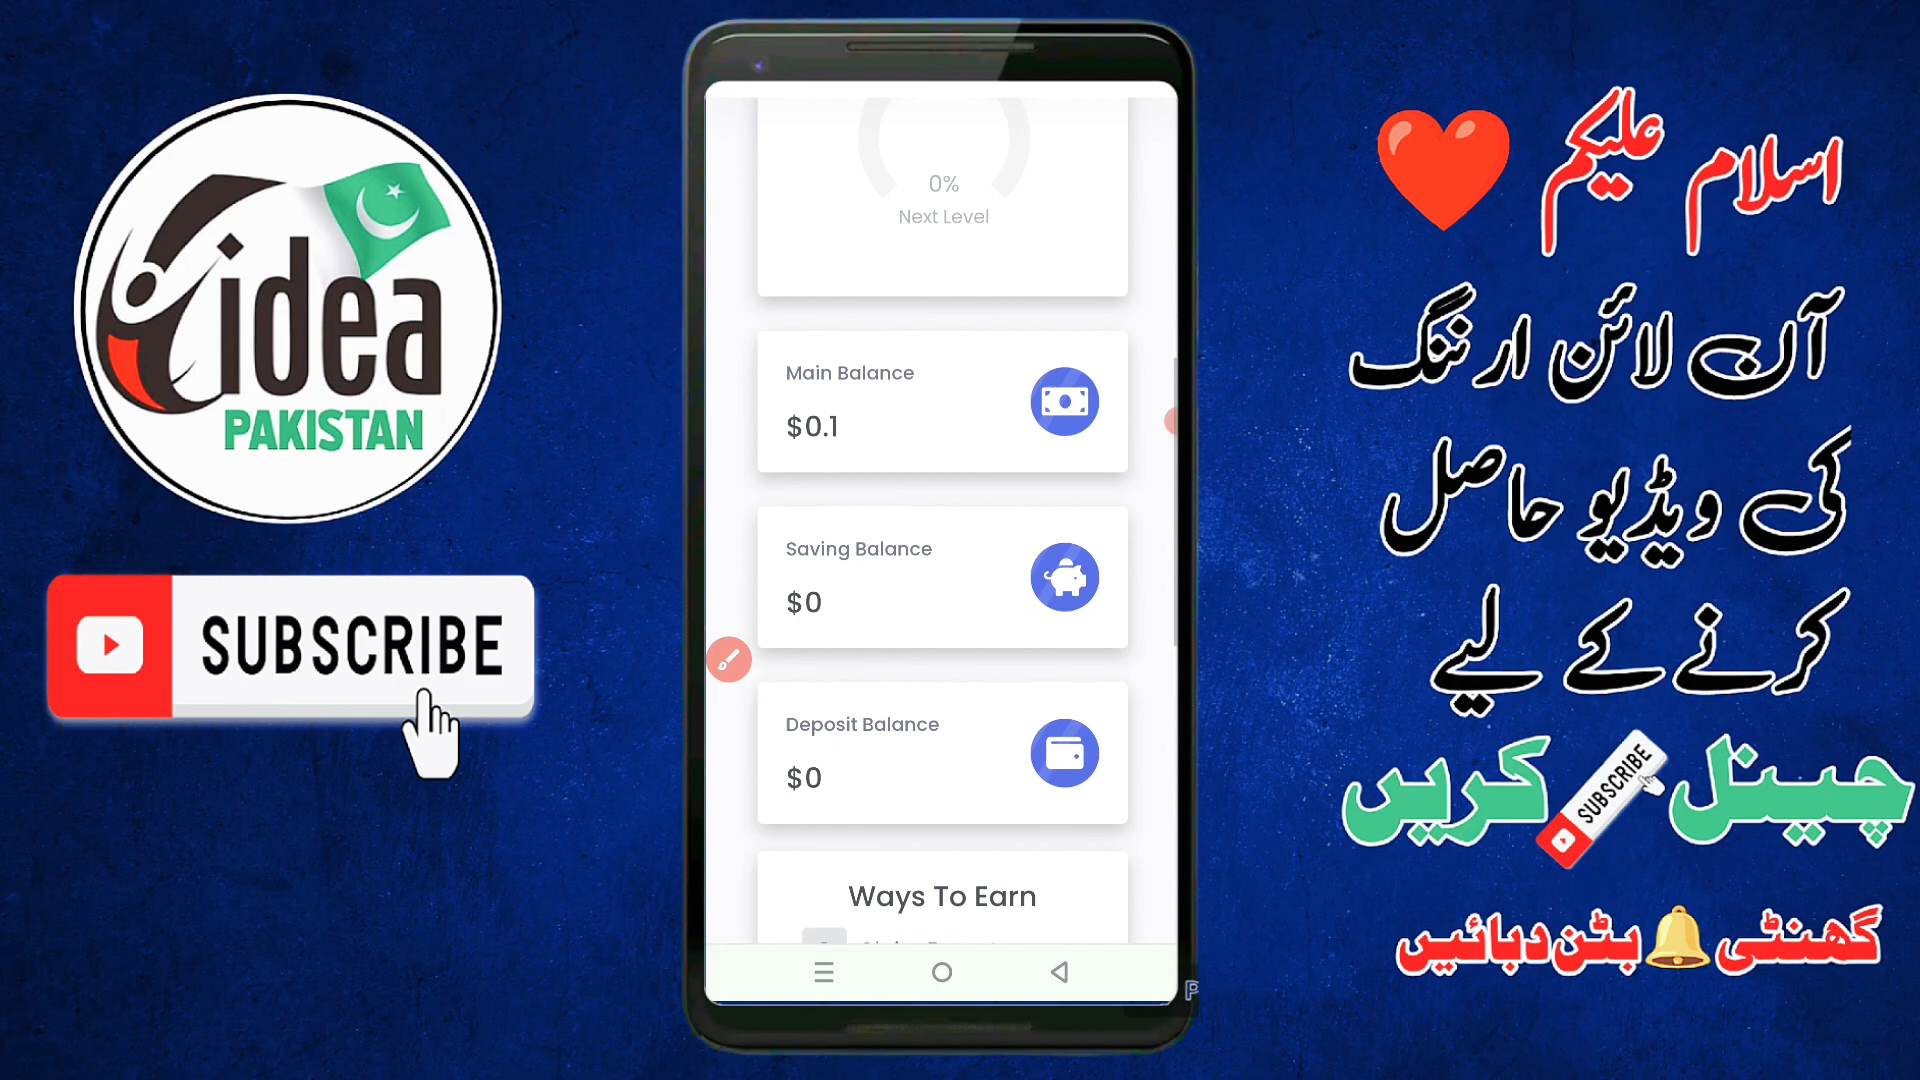 idea
PAKISTAN
SUBSCRIBE
0%
Next Level
Main Balance
$0.1
Saving Balance
$0
Deposit Balance
$0
Ways To Earn
اسلام علیکم ❤️
آن لائن ارننگ
کی ویڈیو حاصل
کرنے کے لیے
چینل SUBSCRIBE کریں
گھنٹی 🔔 بٹن دبائیں